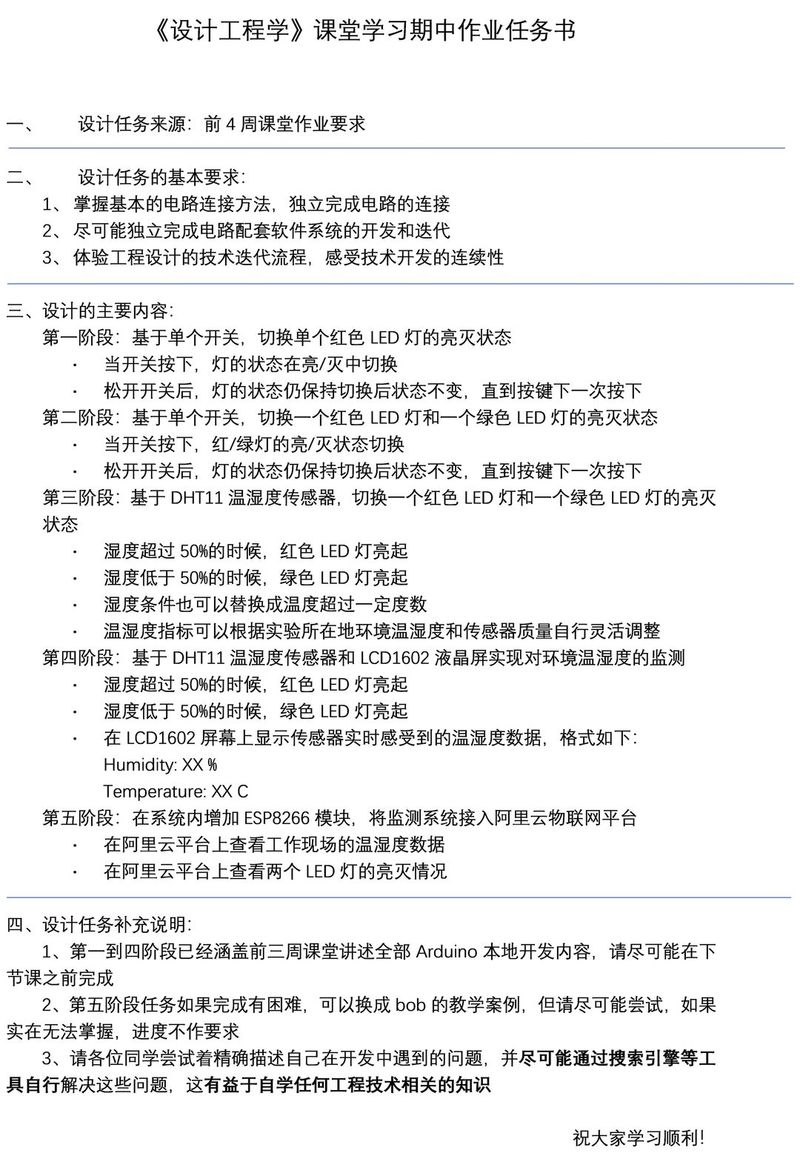 《设计工程学》课堂学习期中作业任务书
一、 设计任务来源：前 4 周课堂作业要求
二、 设计任务的基本要求：
1、掌握基本的电路连接方法，独立完成电路的连接
2、尽可能独立完成电路配套软件系统的开发和迭代
3、体验工程设计的技术迭代流程，感受技术开发的连续性
三、设计的主要内容：
第一阶段：基于单个开关，切换单个红色 LED 灯的亮灭状态
· 当开关按下，灯的状态在亮/灭中切换
· 松开开关后，灯的状态仍保持切换后状态不变，直到按键下一次按下
第二阶段：基于单个开关，切换一个红色 LED 灯和一个绿色 LED 灯的亮灭状态
· 当开关按下，红/绿灯的亮/灭状态切换
· 松开开关后，灯的状态仍保持切换后状态不变，直到按键下一次按下
第三阶段：基于 DHT11 温湿度传感器，切换一个红色 LED 灯和一个绿色 LED 灯的亮灭
状态
· 湿度超过 50%的时候，红色 LED 灯亮起
· 湿度低于 50%的时候，绿色 LED 灯亮起
· 湿度条件也可以替换成温度超过一定度数
· 温湿度指标可以根据实验所在地环境温湿度和传感器质量自行灵活调整
第四阶段：基于 DHT11 温湿度传感器和 LCD1602 液晶屏实现对环境温湿度的监测
· 湿度超过 50%的时候，红色 LED 灯亮起
· 湿度低于 50%的时候，绿色 LED 灯亮起
· 在 LCD1602 屏幕上显示传感器实时感受到的温湿度数据，格式如下：
Humidity: XX %
Temperature: XX C
第五阶段：在系统内增加 ESP8266 模块，将监测系统接入阿里云物联网平台
· 在阿里云平台上查看工作现场的温湿度数据
· 在阿里云平台上查看两个 LED 灯的亮灭情况
四、设计任务补充说明：
1、第一到四阶段已经涵盖前三周课堂讲述全部 Arduino 本地开发内容，请尽可能在下
节课之前完成
2、第五阶段任务如果完成有困难，可以换成 bob 的教学案例，但请尽可能尝试，如果
实在无法掌握，进度不作要求
3、请各位同学尝试着精确描述自己在开发中遇到的问题，并尽可能通过搜索引擎等工
具自行解决这些问题，这有益于自学任何工程技术相关的知识
祝大家学习顺利！